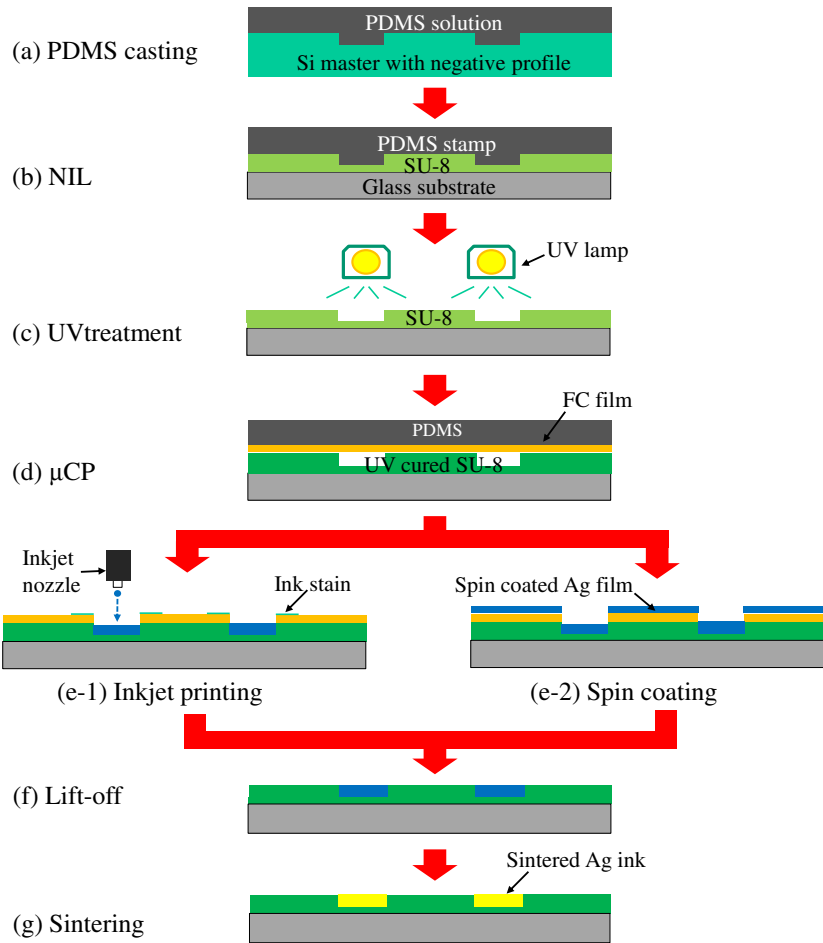 PDMS solution
(a) PDMS casting
Si master with negative profile
PDMS stamp
SU-8
(b) NIL
Glass substrate
UV lamp
SU-8
(c) UVtreatment
FC film
PDMS
UV cured SU-8
(d) μCP
Inkjet
nozzle
Ink stain
Spin coated Ag film
(e-1) Inkjet printing
(e-2) Spin coating
(f) Lift-off
Sintered Ag ink
(g) Sintering